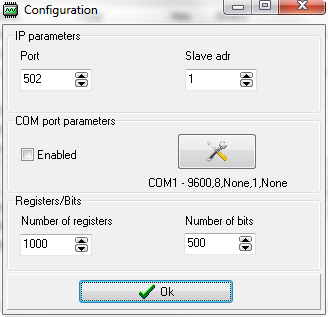 Configuration
IP parameters
Port Slave adr
502 1
COM port parameters
Enabled
COM1 - 9600,8,None,1,None
Registers/Bits
Number of registers Number of bits
1000 500
Ok